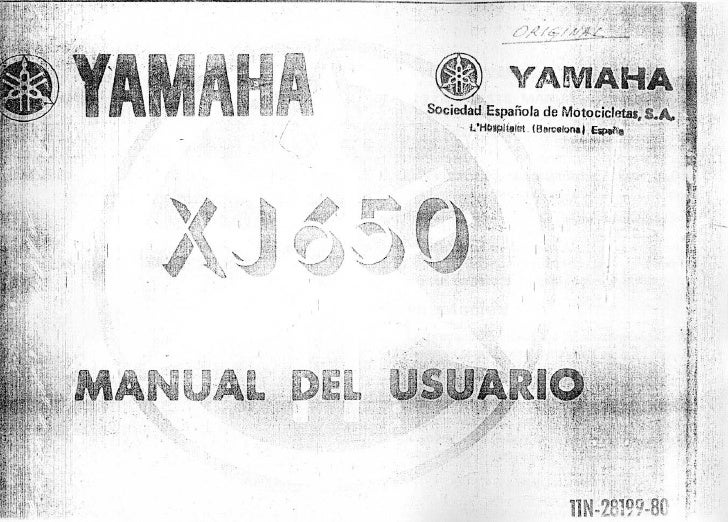 ORIGINAL
YAMAHA
YAMAHA
Sociedad Española de Motocicletas, S.A.
L'Hospitalet (Barcelona) España
XJ650
MANUAL DEL USUARIO
11N-28199-80